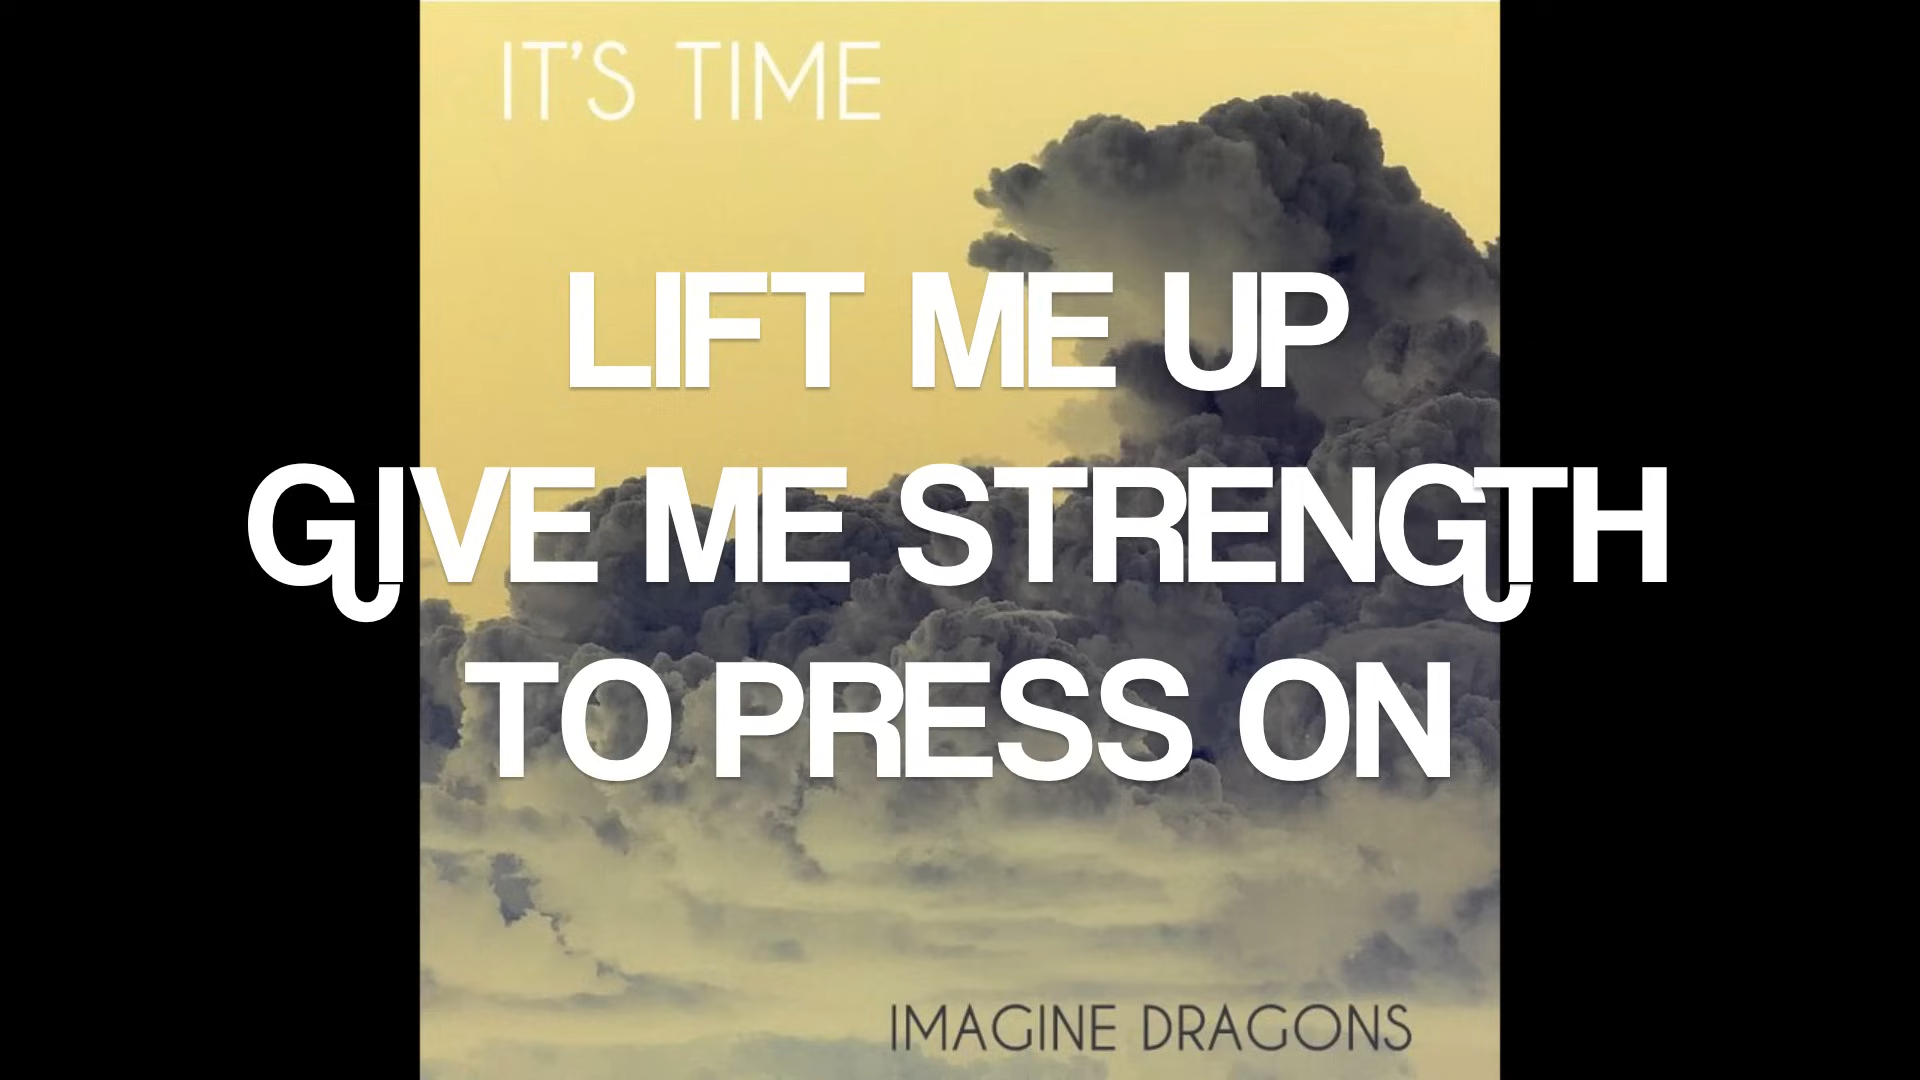 IT'S TIME
LIFT ME UP
GIVE ME STRENGTH
TO PRESS ON
IMAGINE DRAGONS